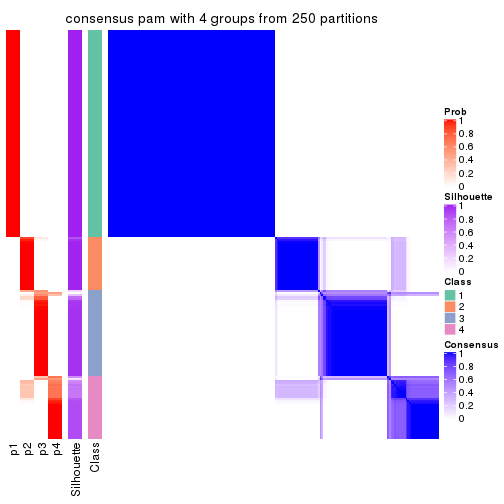 consensus pam with 4 groups from 250 partitions
Prob
1
0.8
0.6
0.4
0.2
0
Silhouette
1
0.8
0.6
0.4
0.2
0
Class
1
2
3
4
Consensus
1
0.8
0.6
0.4
0.2
0
p1
p2
p3
p4
Silhouette
Class